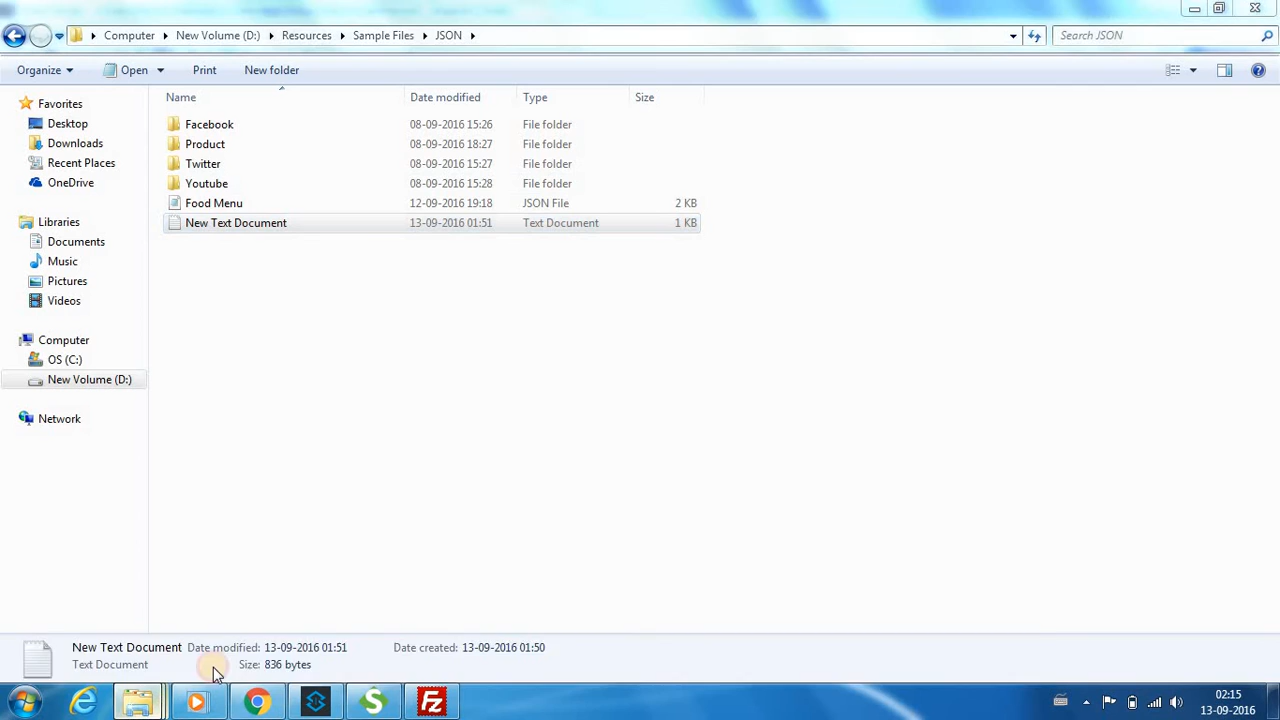 Computer New Volume (D:) Resources Sample Files JSON Search JSON
Organize Open Print New folder
Name Date modified Type Size
Favorites
Desktop
Downloads
Recent Places
OneDrive
Libraries
Documents
Music
Pictures
Videos
Computer
OS (C:)
New Volume (D:)
Network
Facebook 08-09-2016 15:26 File folder
Product 08-09-2016 18:27 File folder
Twitter 08-09-2016 15:27 File folder
Youtube 08-09-2016 15:28 File folder
Food Menu 12-09-2016 19:18 JSON File 2 KB
New Text Document 13-09-2016 01:51 Text Document 1 KB
New Text Document Date modified: 13-09-2016 01:51 Date created: 13-09-2016 01:50
Text Document Size: 836 bytes
02:15
13-09-2016